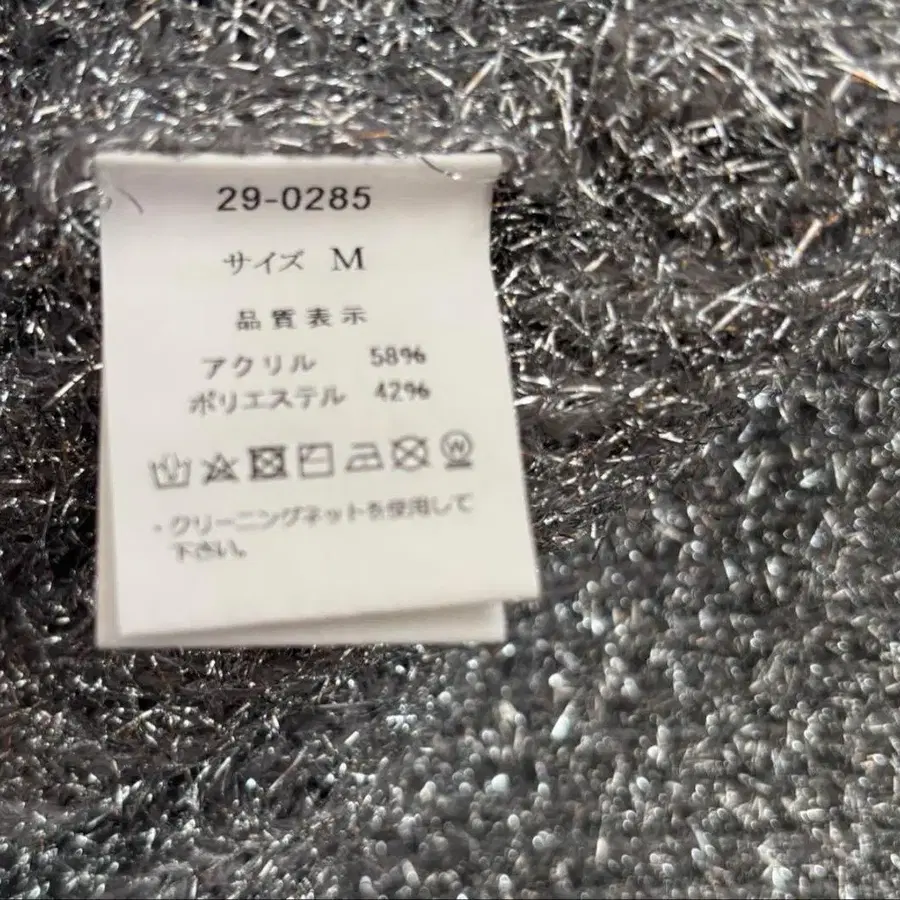 29-0285
サイズ M
品質表示
アクリル 58%
ポリエステル 42%
・クリーニングネットを使用して
下さい。